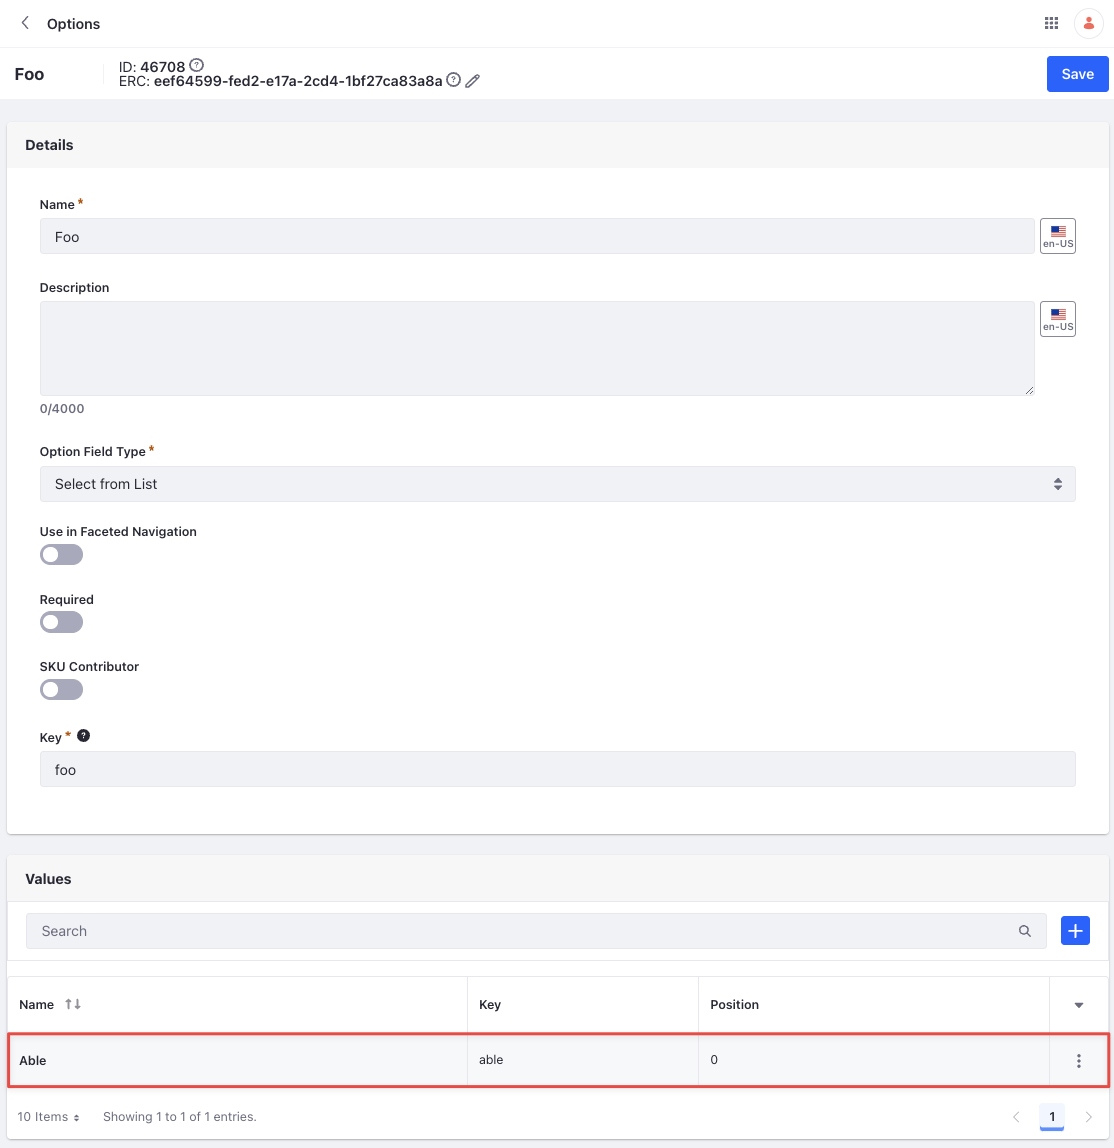 Options
Foo
ID: 46708
ERC: eef64599-fed2-e17a-2cd4-1bf27ca83a8a
Save
Details
Name *
Foo
en-US
Description
en-US
0/4000
Option Field Type *
Select from List
Use in Faceted Navigation
Required
SKU Contributor
Key * ?
foo
Values
Search
Name Key Position
Able able 0
10 Items Showing 1 to 1 of 1 entries. 1